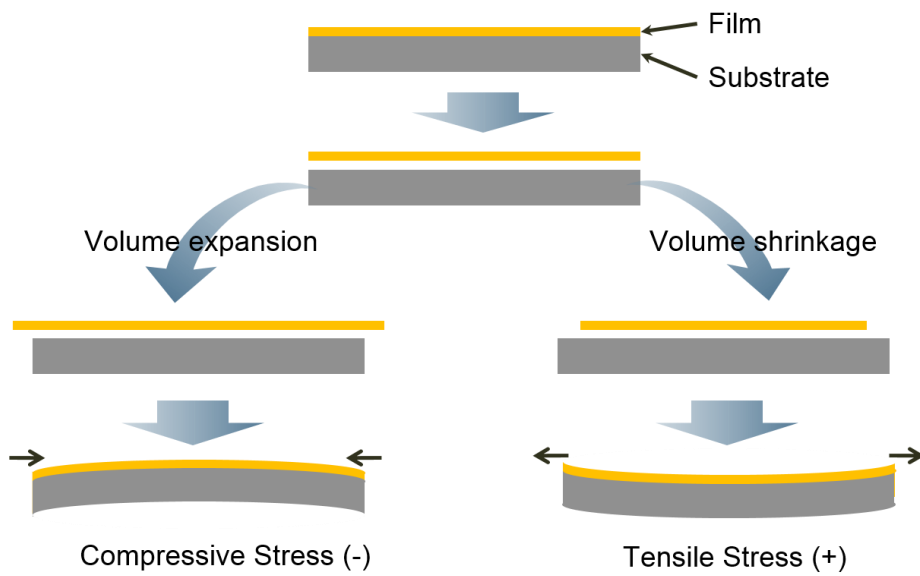 Film
Substrate
Volume expansion
Volume shrinkage
Compressive Stress (-)
Tensile Stress (+)